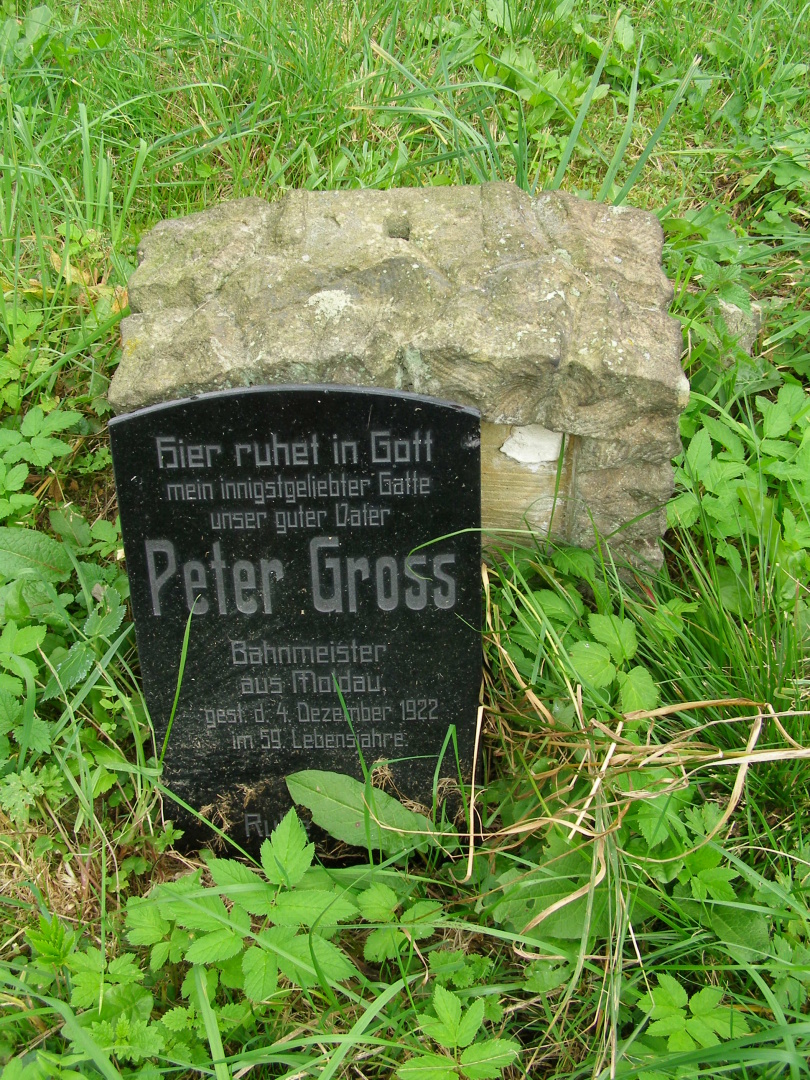 Hier ruhet in Gott
mein innigstgeliebter Gatte
unser guter Vater
Peter Gross
Bahnmeister
aus Moldau
gest. d. 4. Dezember 1922
im 59. Lebensjahre.